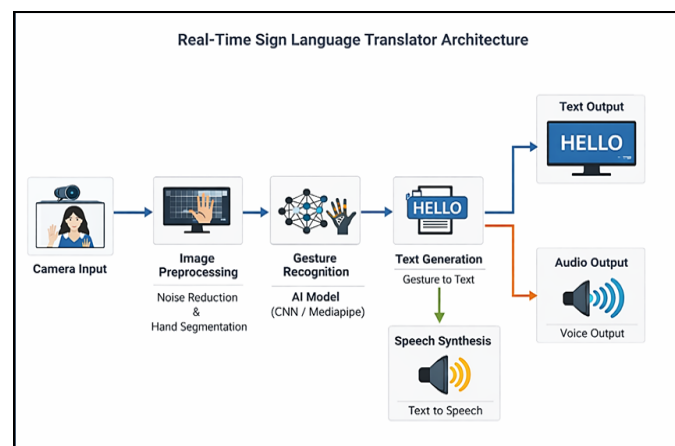 Real-Time Sign Language Translator Architecture
Camera Input
Image
Preprocessing
Noise Reduction
&
Hand Segmentation
Gesture
Recognition
AI Model
(CNN / Mediapipe)
HELLO
Text Generation
Gesture to Text
Speech Synthesis
Text to Speech
Text Output
HELLO
Audio Output
Voice Output